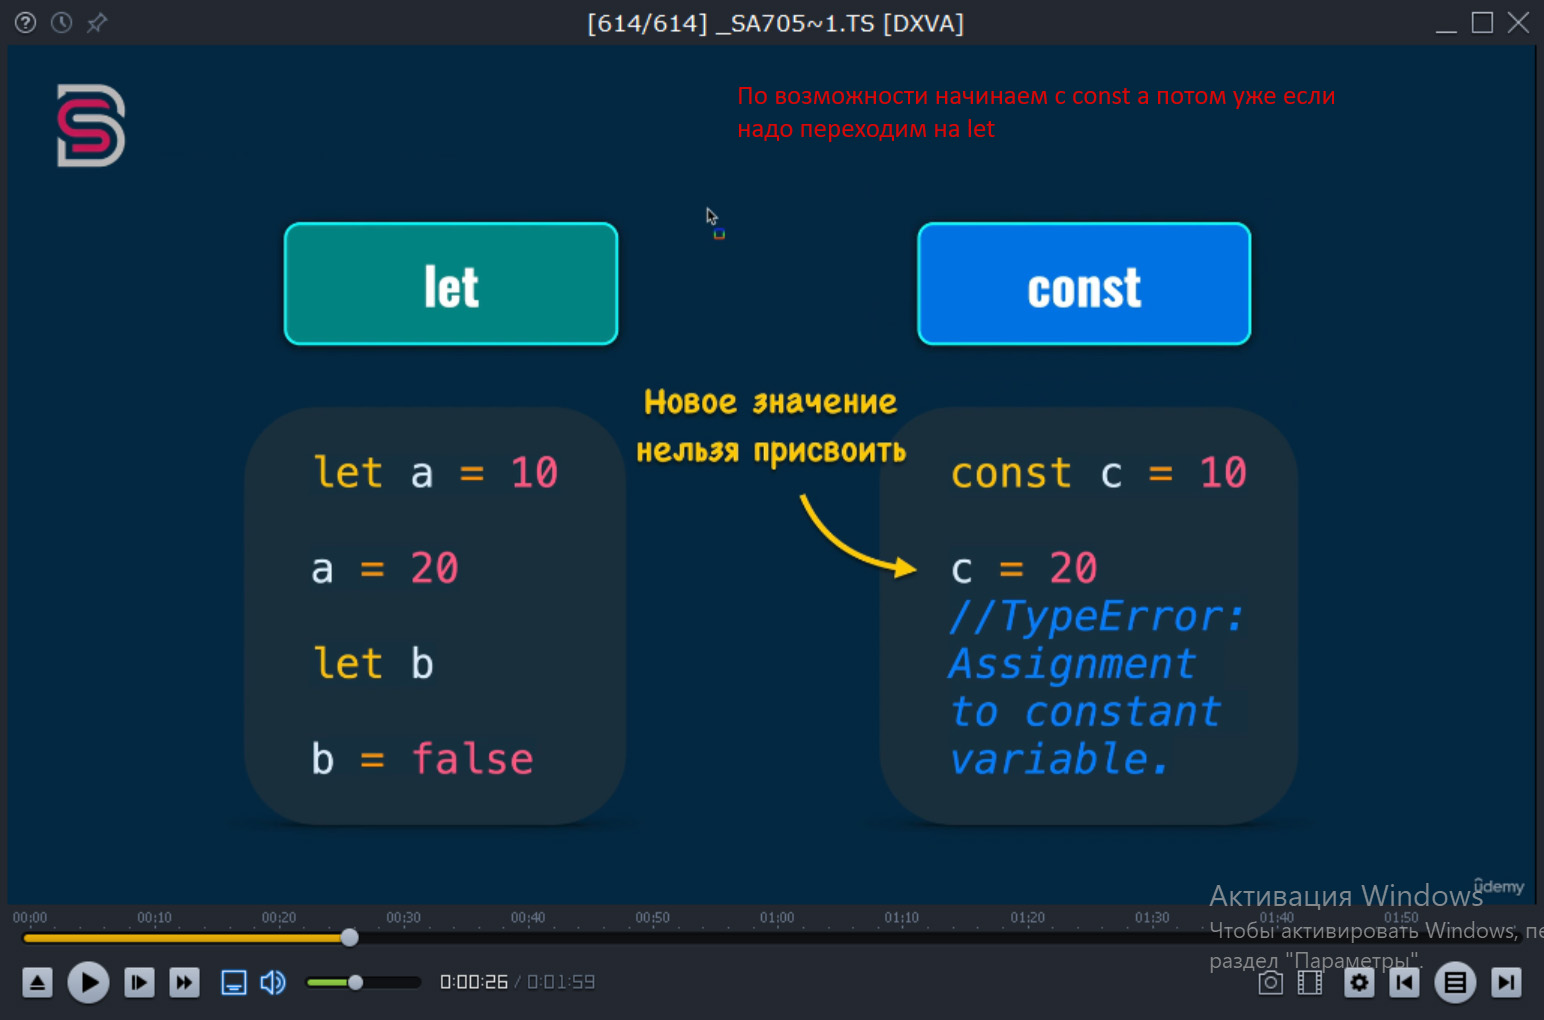 [614/614] _SA705~1.TS [DXVA]
По возможности начинаем с const а потом уже если
надо переходим на let
let
const
Новое значение
нельзя присвоить
let a = 10
a = 20
let b
b = false
const c = 10
c = 20
//TypeError:
Assignment
to constant
variable.
ûdemy
Активация Windows
Чтобы активировать Windows, пе
раздел "Параметры".
00:00 00:10 00:20 00:30 00:40 00:50 01:00 01:10 01:20 01:30 01:40 01:50
0:00:26 / 0:01:59